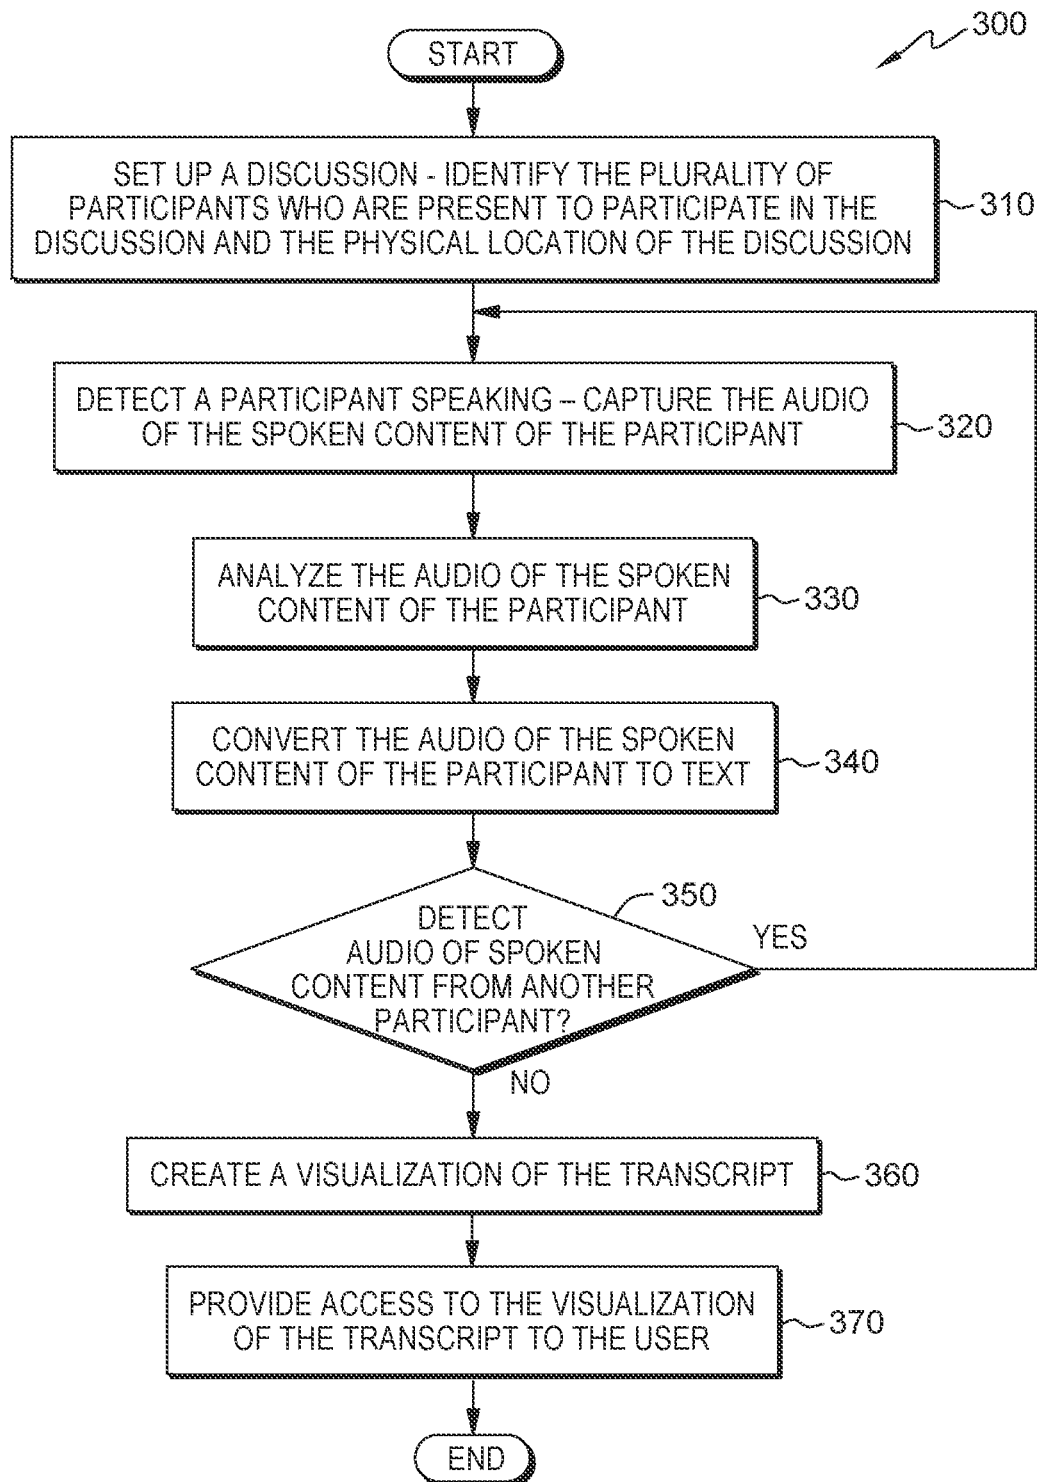 300
START
SET UP A DISCUSSION - IDENTIFY THE PLURALITY OF
PARTICIPANTS WHO ARE PRESENT TO PARTICIPATE IN THE
DISCUSSION AND THE PHYSICAL LOCATION OF THE DISCUSSION
310
DETECT A PARTICIPANT SPEAKING – CAPTURE THE AUDIO
OF THE SPOKEN CONTENT OF THE PARTICIPANT
320
ANALYZE THE AUDIO OF THE SPOKEN
CONTENT OF THE PARTICIPANT
330
CONVERT THE AUDIO OF THE SPOKEN
CONTENT OF THE PARTICIPANT TO TEXT
340
350
DETECT
AUDIO OF SPOKEN
CONTENT FROM ANOTHER
PARTICIPANT?
YES
NO
CREATE A VISUALIZATION OF THE TRANSCRIPT
360
PROVIDE ACCESS TO THE VISUALIZATION
OF THE TRANSCRIPT TO THE USER
370
END